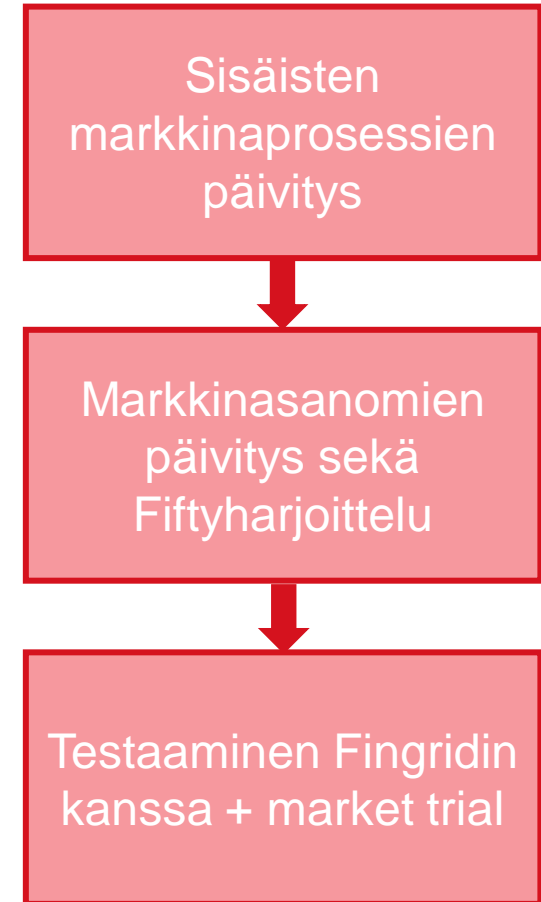 Sisäisten
markkinaprosessien
päivitys
Markkinasanomien
päivitys sekä
Fiftyharjoittelu
Testaaminen Fingridin
kanssa + market trial